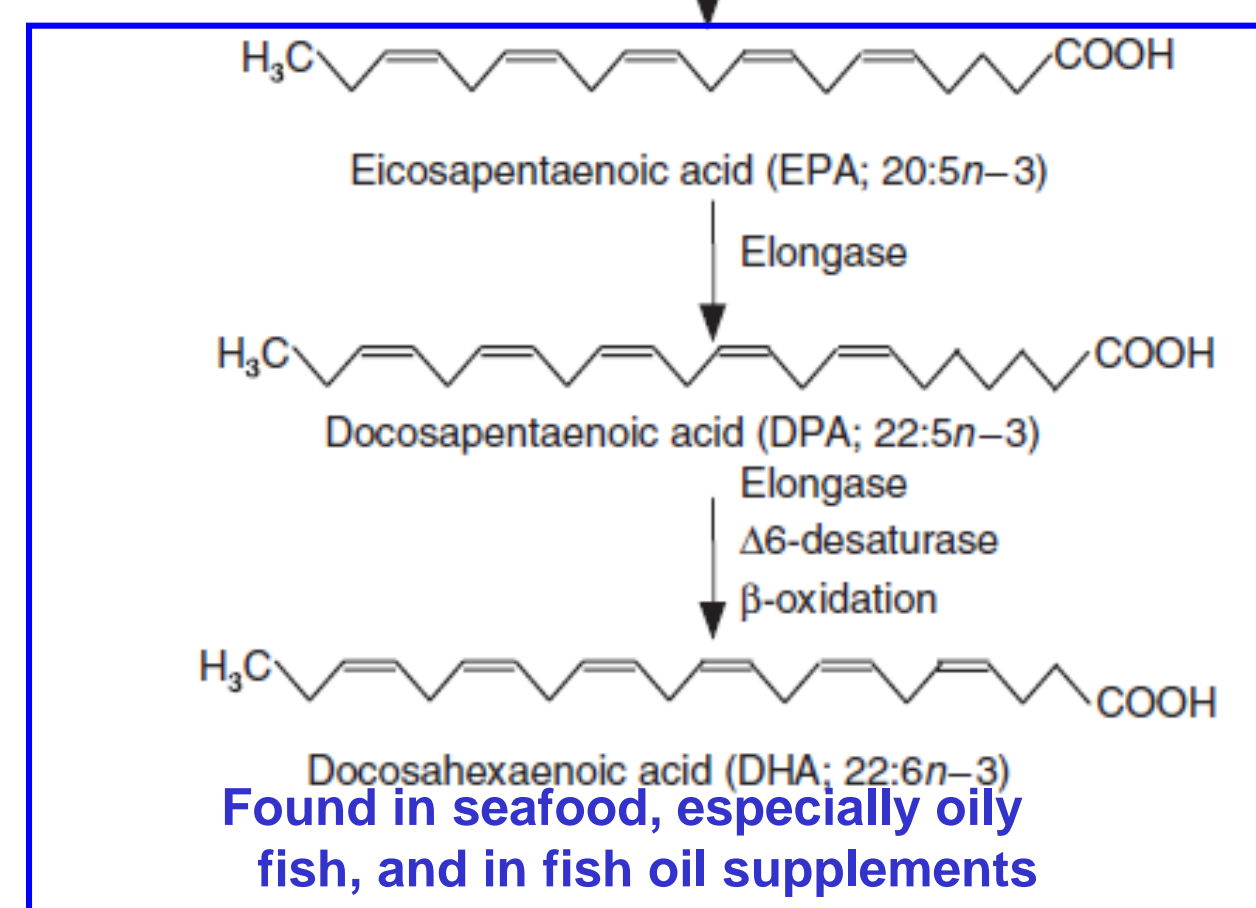 H₃C COOH
Eicosapentaenoic acid (EPA; 20:5n–3)
Elongase
H₃C COOH
Docosapentaenoic acid (DPA; 22:5n–3)
Elongase
Δ6-desaturase
β-oxidation
H₃C COOH
Docosahexaenoic acid (DHA; 22:6n–3)
Found in seafood, especially oily
fish, and in fish oil supplements